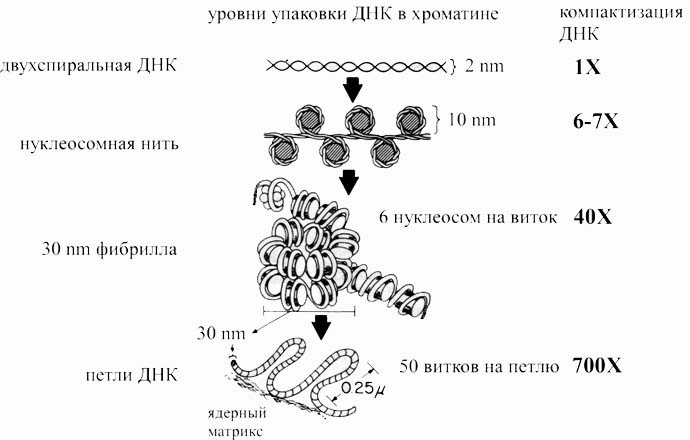 уровни упаковки ДНК в хроматине
компактизация
ДНК
двухспиральная ДНК
2 nm
1X
10 nm
6-7X
нуклеосомная нить
6 нуклеосом на виток
40X
30 nm фибрилла
30 nm
50 витков на петлю
700X
петли ДНК
0.25μ
ядерный
матрикс